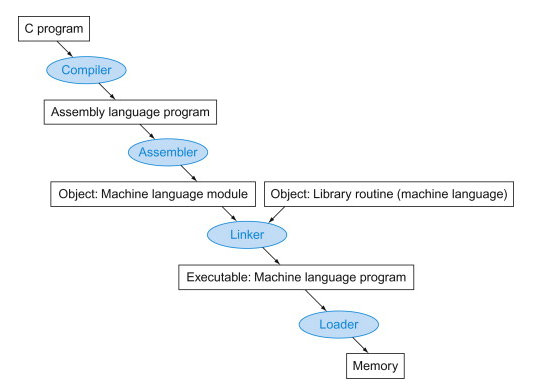 C program
Compiler
Assembly language program
Assembler
Object: Machine language module
Object: Library routine (machine language)
Linker
Executable: Machine language program
Loader
Memory